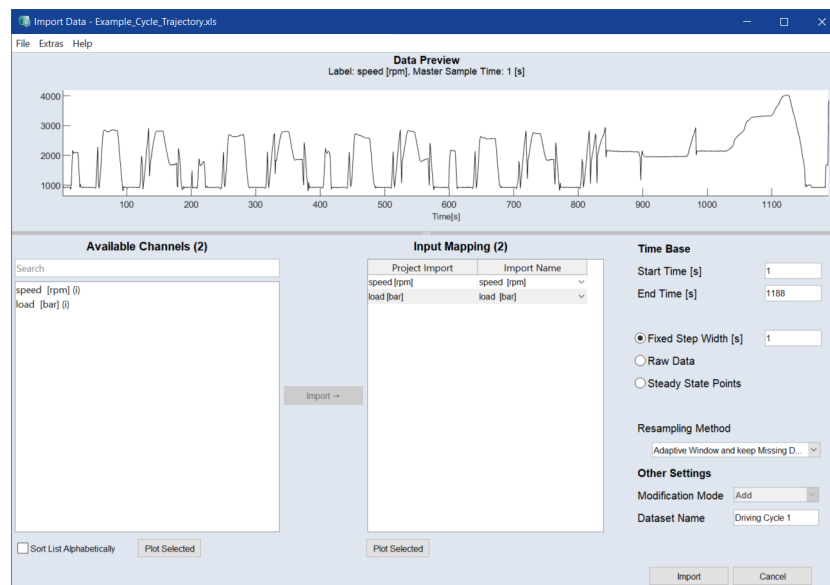 Import Data - Example_Cycle_Trajectory.xls
File Extras Help
Data Preview
Label: speed [rpm], Master Sample Time: 1 [s]
4000
3000
2000
1000
100 200 300 400 500 600 700 800 900 1000 1100
Time[s]
Available Channels (2)
Search
speed [rpm] (i)
load [bar] (i)
Sort List Alphabetically
Plot Selected
Import →
Input Mapping (2)
Project Import Import Name
speed [rpm] speed [rpm]
load [bar] load [bar]
Plot Selected
Time Base
Start Time [s] 1
End Time [s] 1188
Fixed Step Width [s] 1
Raw Data
Steady State Points
Resampling Method
Adaptive Window and keep Missing D...
Other Settings
Modification Mode Add
Dataset Name Driving Cycle 1
Import Cancel